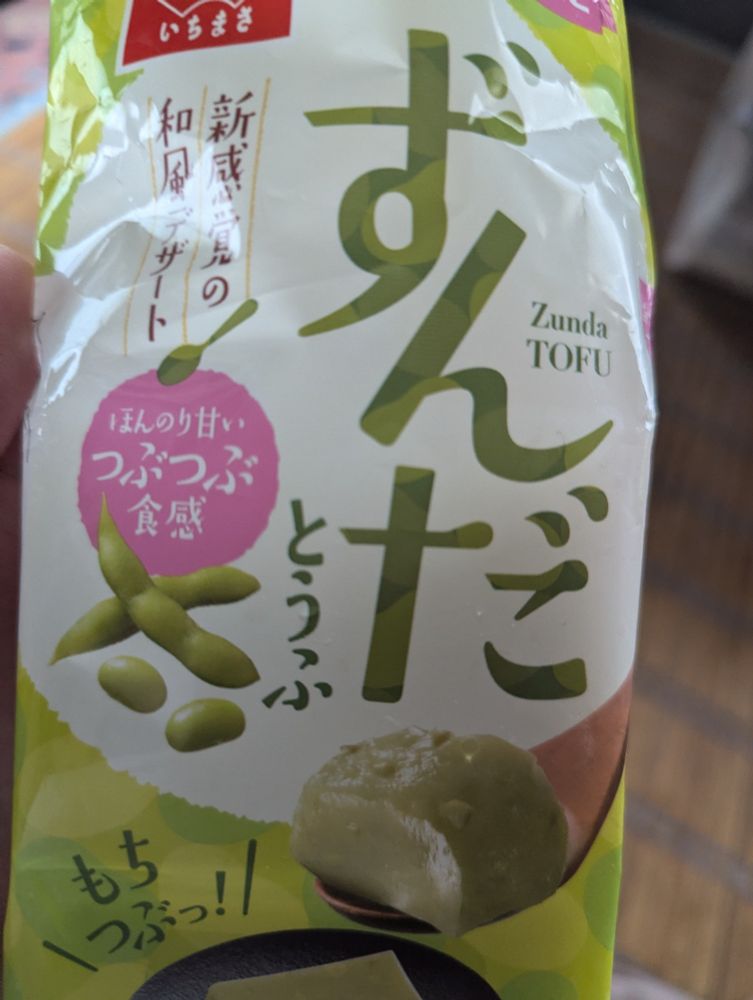 いちまさ
新感覚の
和風デザート
ずんだ
とうふ
Zunda
TOFU
ほんのり甘い
つぶつぶ
食感
もち
つぶっ!